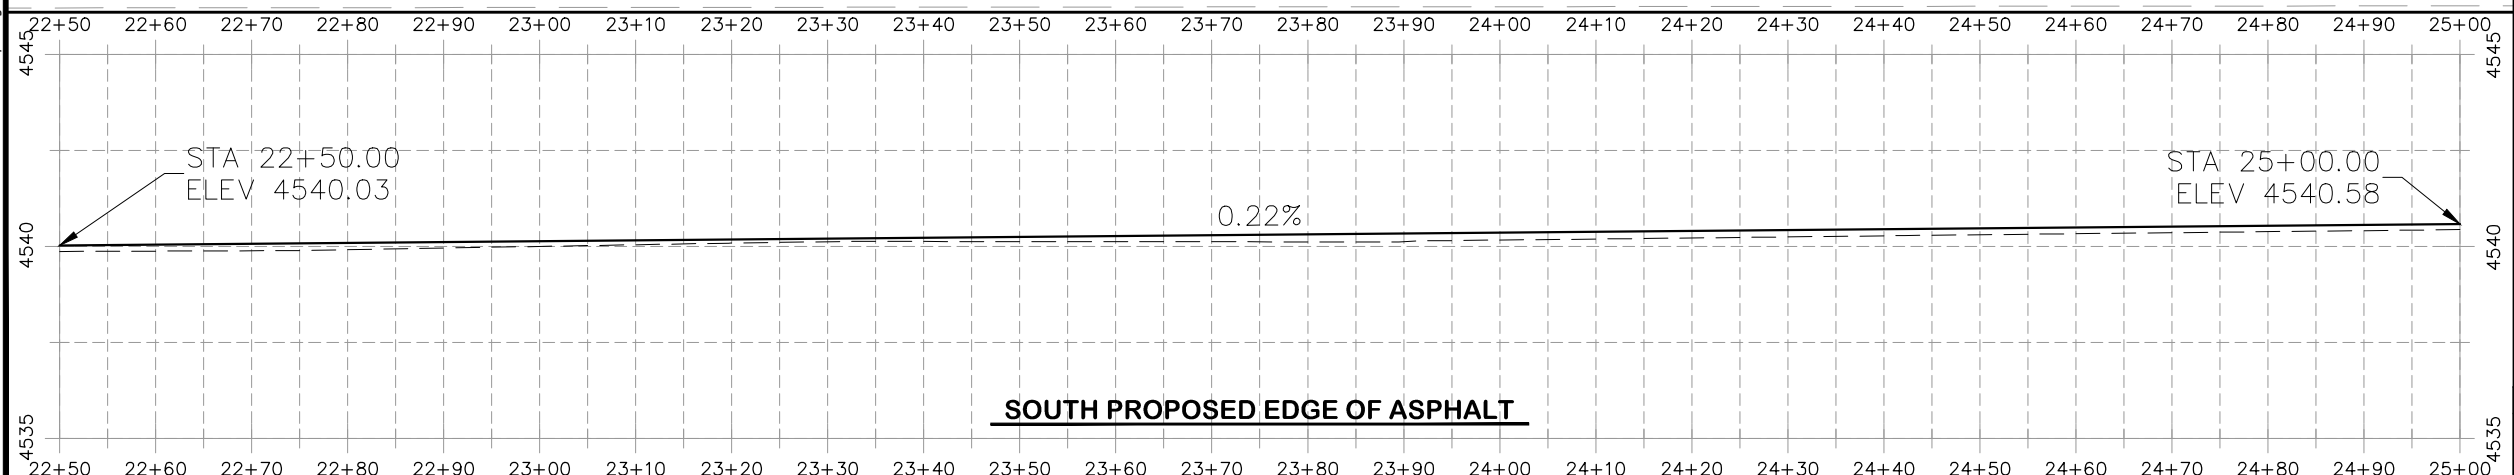 22+50 22+60 22+70 22+80 22+90 23+00 23+10 23+20 23+30 23+40 23+50 23+60 23+70 23+80 23+90 24+00 24+10 24+20 24+30 24+40 24+50 24+60 24+70 24+80 24+90 25+00
4545 4545
STA 22+50.00
ELEV 4540.03
STA 25+00.00
ELEV 4540.58
0.22%
4540 4540
SOUTH PROPOSED EDGE OF ASPHALT
4535 4535
22+50 22+60 22+70 22+80 22+90 23+00 23+10 23+20 23+30 23+40 23+50 23+60 23+70 23+80 23+90 24+00 24+10 24+20 24+30 24+40 24+50 24+60 24+70 24+80 24+90 25+00